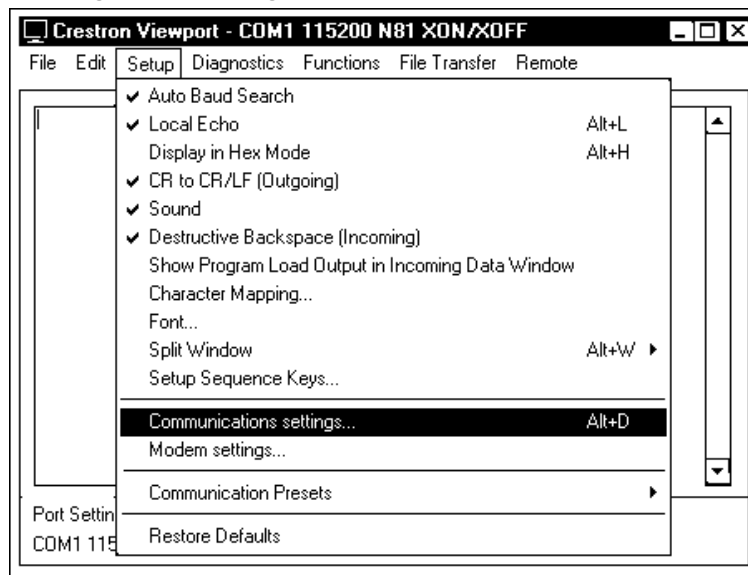 Crestron Viewport - COM1 115200 N81 XON/XOFF
File Edit Setup Diagnostics Functions File Transfer Remote
Auto Baud Search
Local Echo Alt+L
Display in Hex Mode Alt+H
CR to CR/LF (Outgoing)
Sound
Destructive Backspace (Incoming)
Show Program Load Output in Incoming Data Window
Character Mapping...
Font...
Split Window Alt+W
Setup Sequence Keys...
Communications settings... Alt+D
Modem settings...
Communication Presets
Port Settin
Restore Defaults
COM1 115